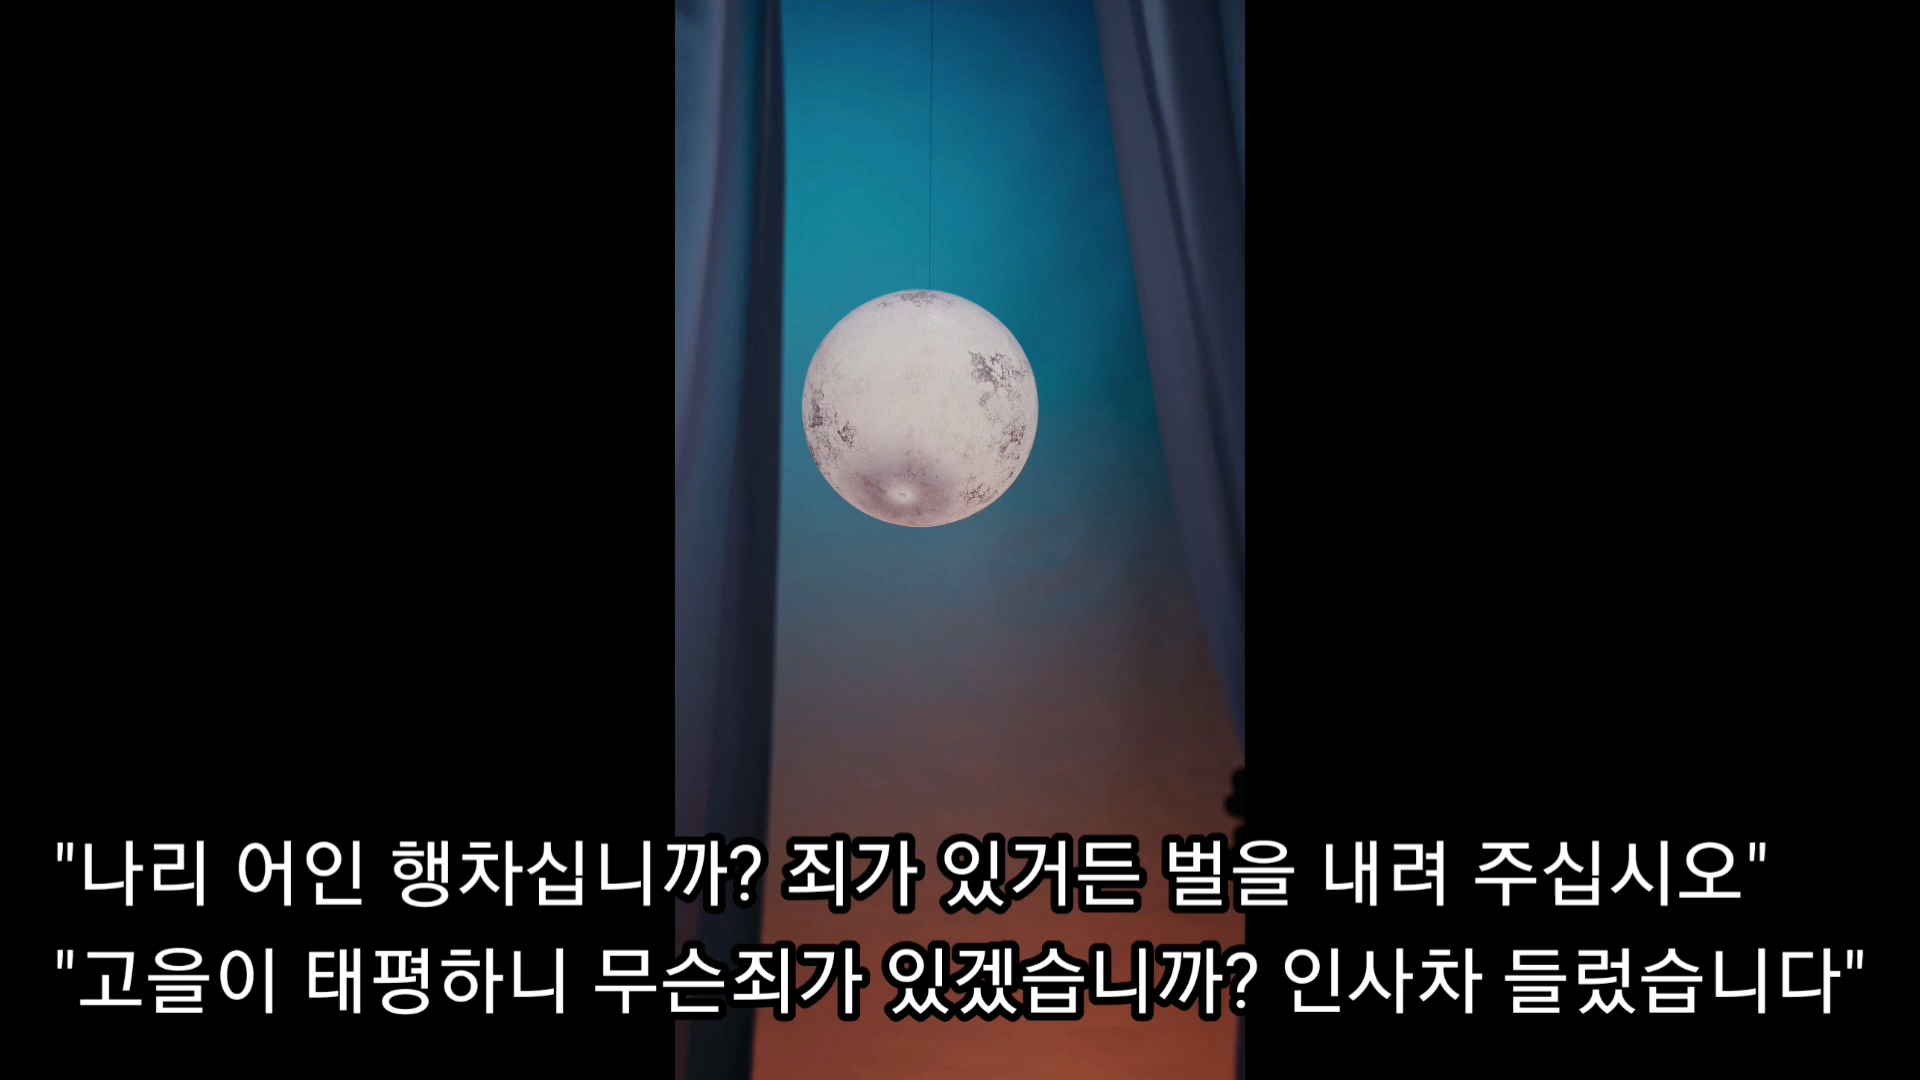 "나리 어인 행차십니까? 죄가 있거든 벌을 내려 주십시오"
"고을이 태평하니 무슨죄가 있겠습니까? 인사차 들렀습니다"